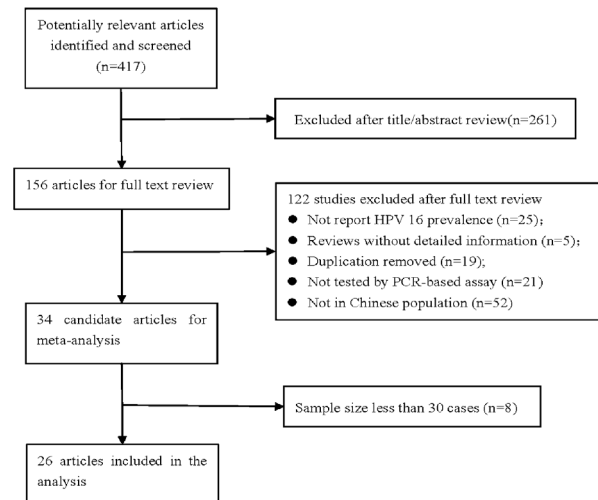 Potentially relevant articles
identified and screened
(n=417)
Excluded after title/abstract review(n=261)
156 articles for full text review
122 studies excluded after full text review
● Not report HPV 16 prevalence (n=25);
● Reviews without detailed information (n=5);
● Duplication removed (n=19);
● Not tested by PCR-based assay (n=21)
● Not in Chinese population (n=52)
34 candidate articles for
meta-analysis
Sample size less than 30 cases (n=8)
26 articles included in the
analysis